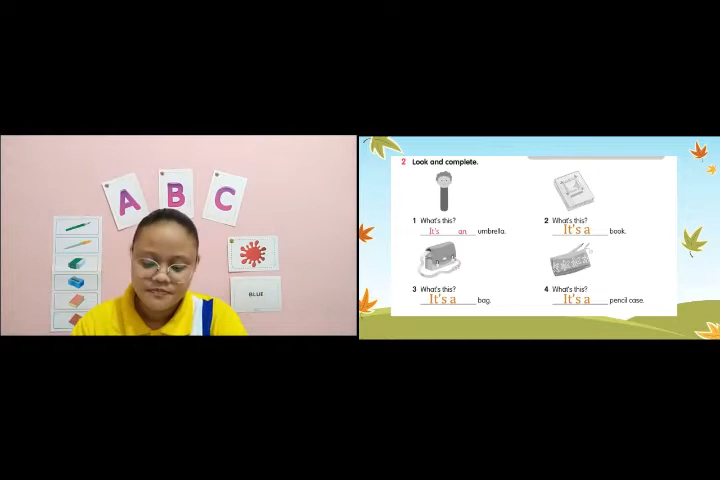 A B C
BLUE
2 Look and complete.
1 What's this?
It's an umbrella.
2 What's this?
It's a book.
3 What's this?
It's a bag.
4 What's this?
It's a pencil case.